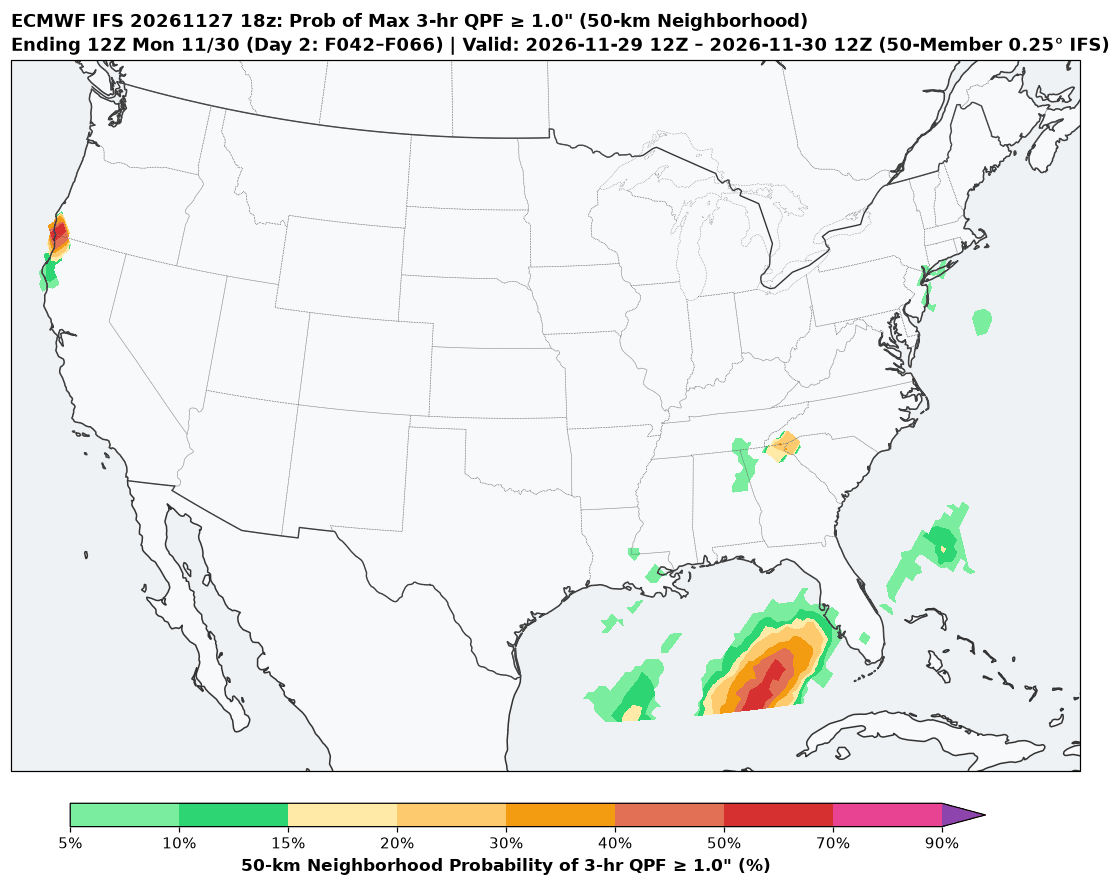 ECMWF IFS 20261127 18z: Prob of Max 3-hr QPF ≥ 1.0" (50-km Neighborhood)
Ending 12Z Mon 11/30 (Day 2: F042–F066) | Valid: 2026-11-29 12Z – 2026-11-30 12Z (50-Member 0.25° IFS)
5% 10% 15% 20% 30% 40% 50% 70% 90%
50-km Neighborhood Probability of 3-hr QPF ≥ 1.0" (%)